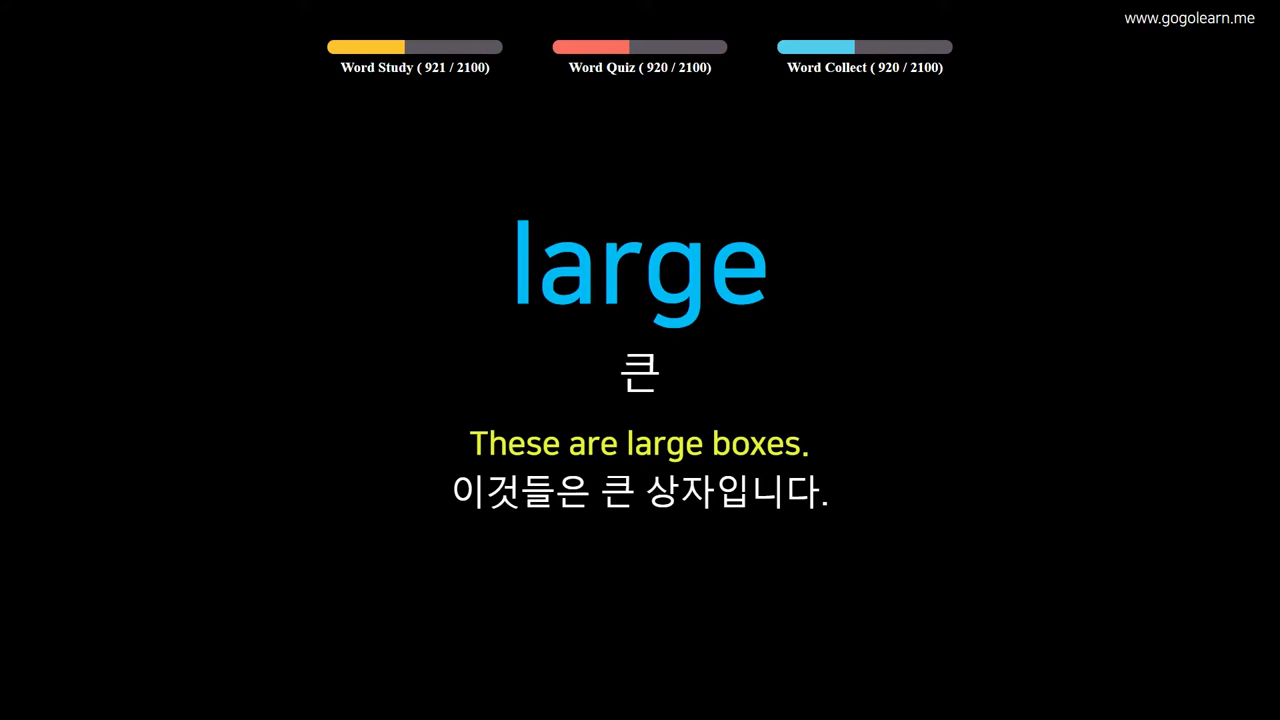 www.gogolearn.me
Word Study ( 921 / 2100) Word Quiz ( 920 / 2100) Word Collect ( 920 / 2100)
large
큰
These are large boxes.
이것들은 큰 상자입니다.